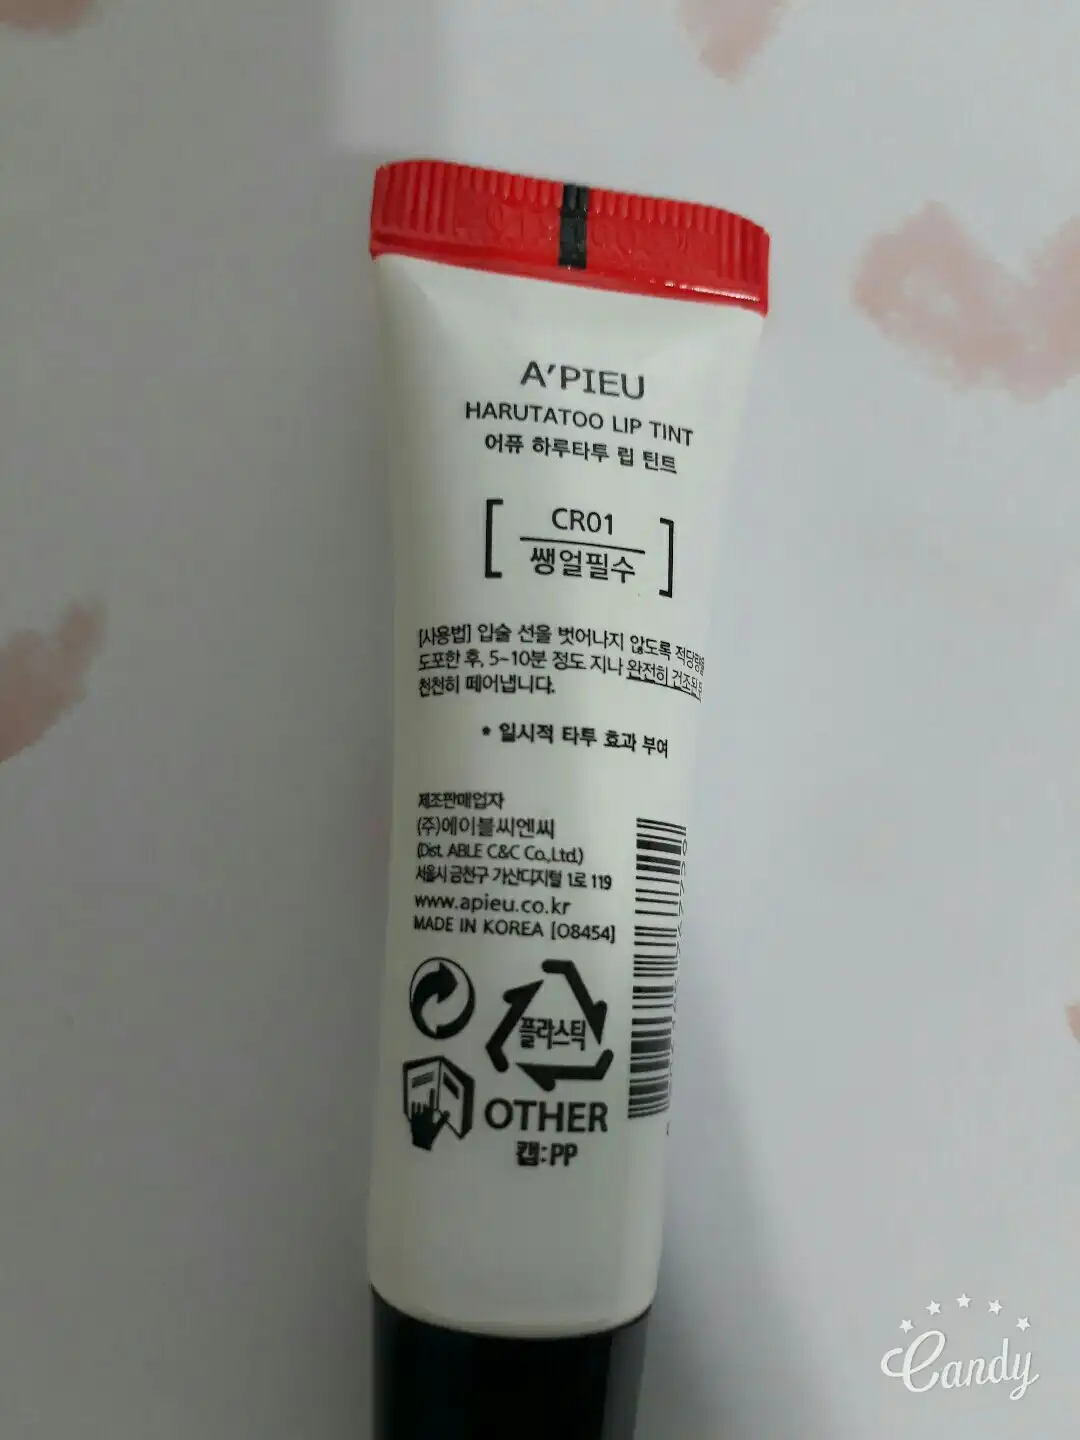 A'PIEU
HARUTATOO LIP TINT
어퓨 하루타투 립 틴트
CR01
쌩얼필수
[사용법] 입술 선을 벗어나지 않도록 적당량을
도포한 후, 5-10분 정도 지나 완전히 건조된
천천히 떼어냅니다.
* 일시적 타투 효과 부여
제조판매업자
(주)에이블씨엔씨
(Dist. ABLE C&C Co.,Ltd.)
서울시 금천구 가산디지털 1로 119
www.apieu.co.kr
MADE IN KOREA [O8454]
플라스틱
OTHER
캡:PP
Candy